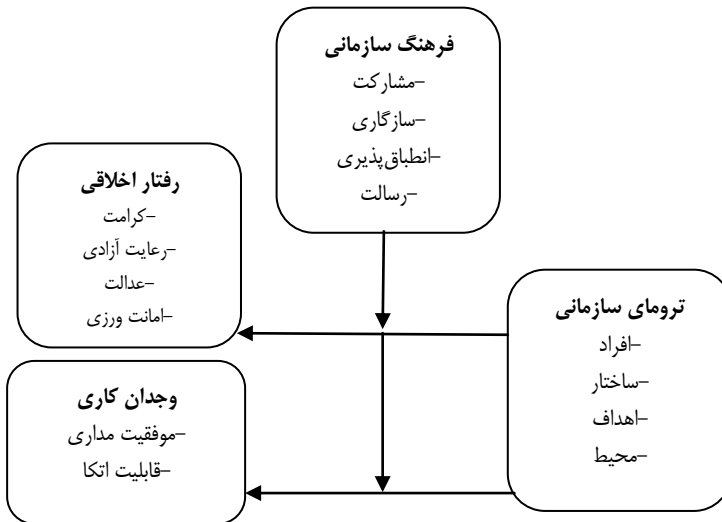 فرهنگ سازمانی
–مشارکت
–سازگاری
–انطباق‌پذیری
–رسالت
ترومای سازمانی
–افراد
–ساختار
–اهداف
–محیط
رفتار اخلاقی
–کرامت
–رعایت آزادی
–عدالت
–امانت ورزی
وجدان کاری
–موفقیت مداری
–قابلیت اتکا